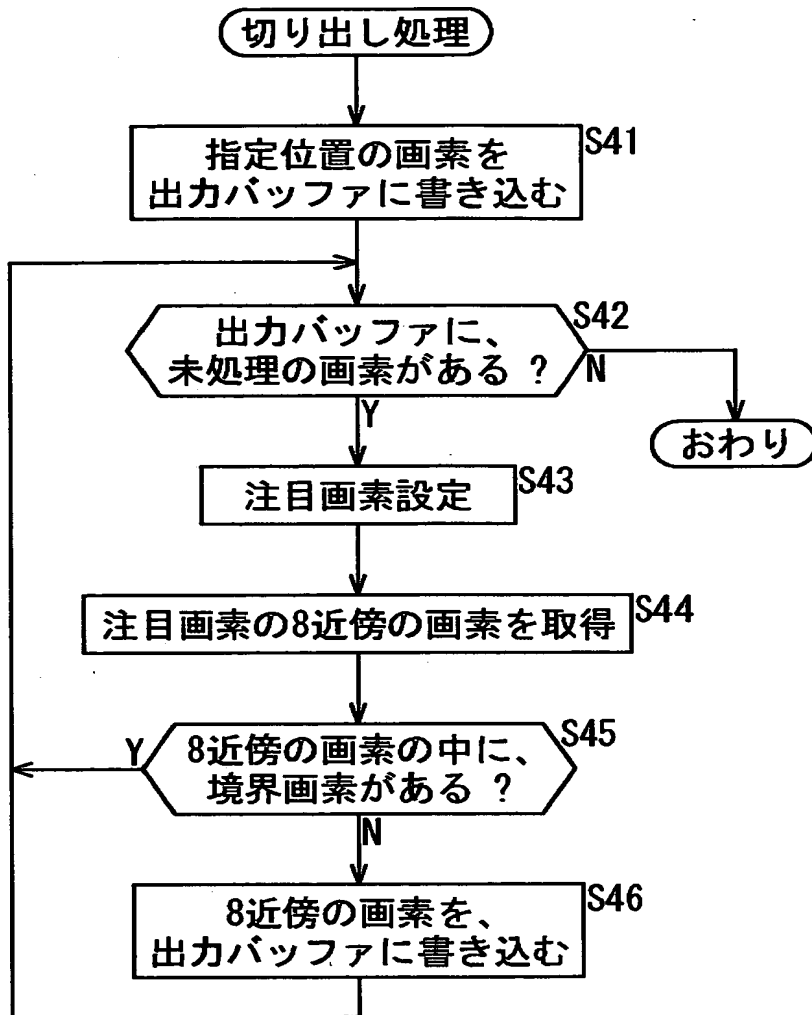 切り出し処理
S41
指定位置の画素を
出力バッファに書き込む
S42
出力バッファに、
未処理の画素がある ?
N
Y
おわり
S43
注目画素設定
S44
注目画素の8近傍の画素を取得
S45
Y
8近傍の画素の中に、
境界画素がある ?
N
S46
8近傍の画素を、
出力バッファに書き込む